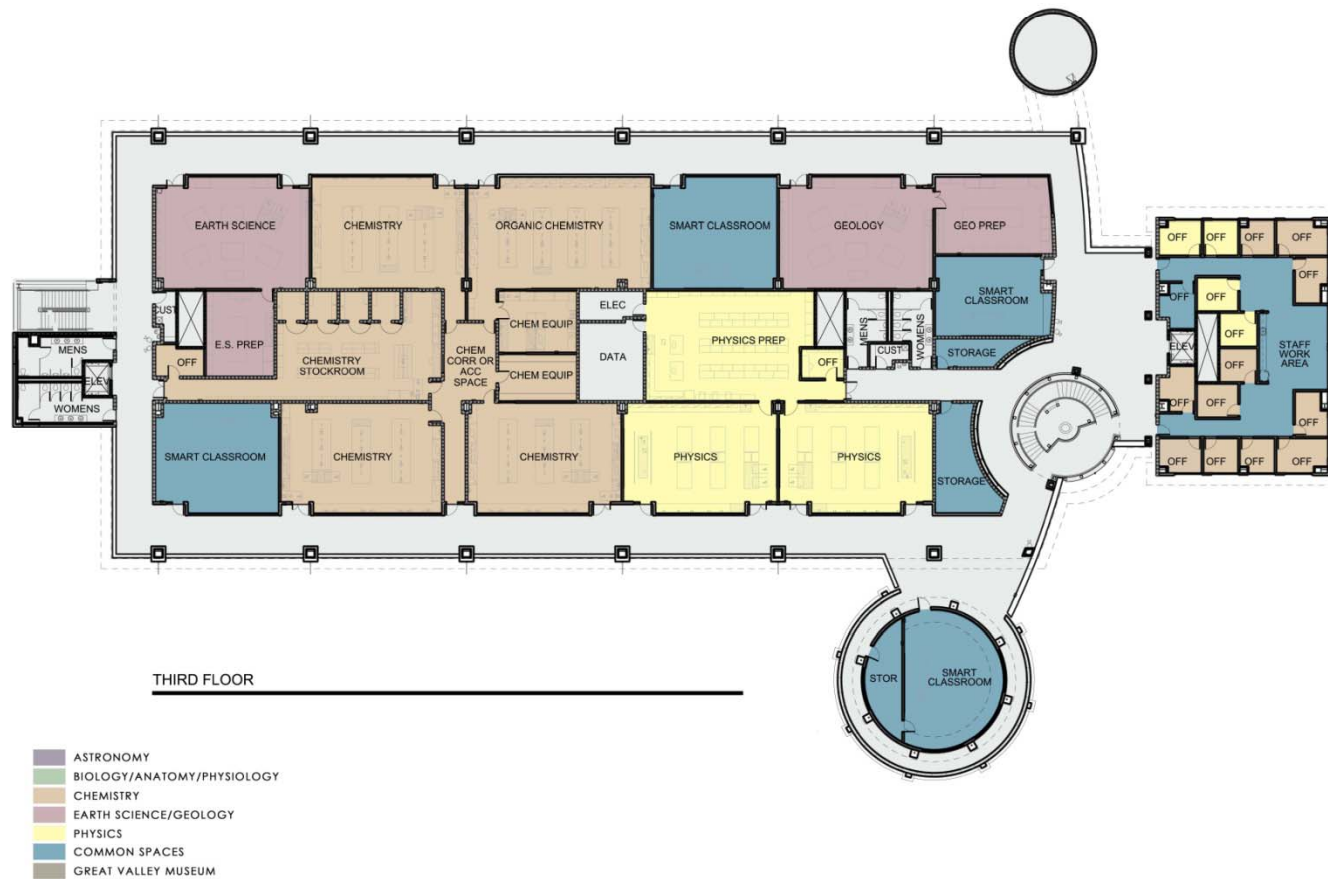 OFF
OFF
OFF
OFF
EARTH SCIENCE
CHEMISTRY
ORGANIC CHEMISTRY
SMART CLASSROOM
GEOLOGY
GEO PREP
OFF
OFF
OFF
SMART
CLASSROOM
CUST
ELEC
CHEM EQUIP
MENS
WOMENS
OFF
E.S. PREP
PHYSICS PREP
ELEV
STAFF
WORK
AREA
MENS
OFF
CHEMISTRY
STOCKROOM
CHEM
CORR OR
ACC
SPACE
DATA
CUST
STORAGE
OFF
OFF
ELEV
CHEM EQUIP
WOMENS
OFF
OFF
OFF
SMART CLASSROOM
CHEMISTRY
CHEMISTRY
PHYSICS
PHYSICS
OFF
OFF
OFF
OFF
STORAGE
STOR
SMART
CLASSROOM
THIRD FLOOR
ASTRONOMY
BIOLOGY/ANATOMY/PHYSIOLOGY
CHEMISTRY
EARTH SCIENCE/GEOLOGY
PHYSICS
COMMON SPACES
GREAT VALLEY MUSEUM